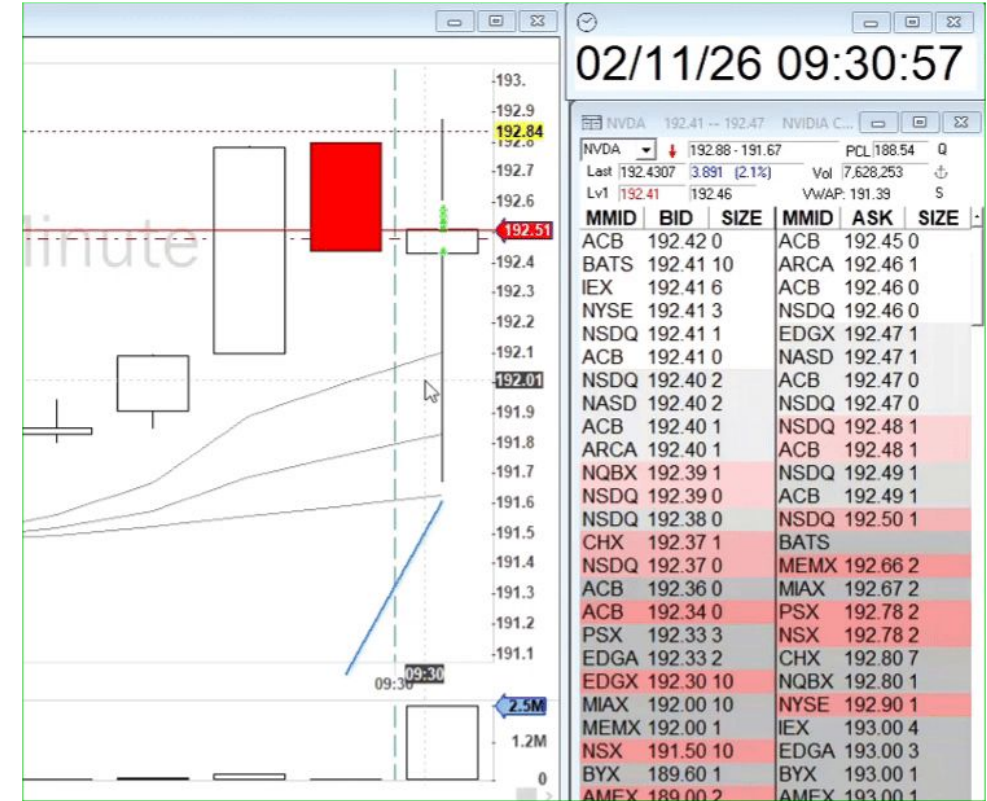 02/11/26 09:30:57
193.
192.9
192.84
192.8
192.7
192.6
192.51
192.4
192.3
192.2
192.1
192.01
191.9
191.8
191.7
191.6
191.5
191.4
191.3
191.2
191.1
Minute
09:30
09:30
2.5M
1.2M
0
NVDA 192.41 -- 192.47 NVIDIA C...
NVDA 192.88 - 191.67 PCL 188.54 Q
Last 192.4307 3.891 (2.1%) Vol 7,628,253
Lv1 192.41 192.46 VWAP: 191.39 S
MMID BID SIZE MMID ASK SIZE
ACB 192.42 0 ACB 192.45 0
BATS 192.41 10 ARCA 192.46 1
IEX 192.41 6 ACB 192.46 0
NYSE 192.41 3 NSDQ 192.46 0
NSDQ 192.41 1 EDGX 192.47 1
ACB 192.41 0 NASD 192.47 1
NSDQ 192.40 2 ACB 192.47 0
NASD 192.40 2 NSDQ 192.47 0
ACB 192.40 1 NSDQ 192.48 1
ARCA 192.40 1 ACB 192.48 1
NQBX 192.39 1 NSDQ 192.49 1
NSDQ 192.39 0 ACB 192.49 1
NSDQ 192.38 0 NSDQ 192.50 1
CHX 192.37 1 BATS
NSDQ 192.37 0 MEMX 192.66 2
ACB 192.36 0 MIAX 192.67 2
ACB 192.34 0 PSX 192.78 2
PSX 192.33 3 NSX 192.78 2
EDGA 192.33 2 CHX 192.80 7
EDGX 192.30 10 NQBX 192.80 1
MIAX 192.00 10 NYSE 192.90 1
MEMX 192.00 1 IEX 193.00 4
NSX 191.50 10 EDGA 193.00 3
BYX 189.60 1 BYX 193.00 1
AMEX 189.00 2 AMEX 193.00 1